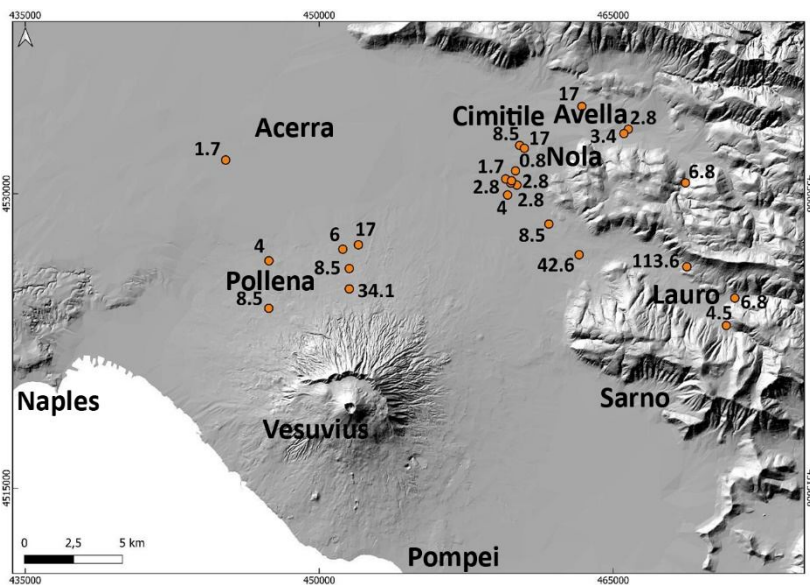 435000 450000 465000
17
Cimitile Avella
2.8
Acerra
8.5 17
3.4
1.7
0.8 Nola
1.7
6.8
4530000
2.8 2.8
2.8
4
8.5
6 17
4
42.6
113.6
Pollena 8.5
34.1
Lauro 6.8
8.5
4.5
Naples
Sarno
Vesuvius
4515000
0 2,5 5 km
Pompei
435000 450000 465000